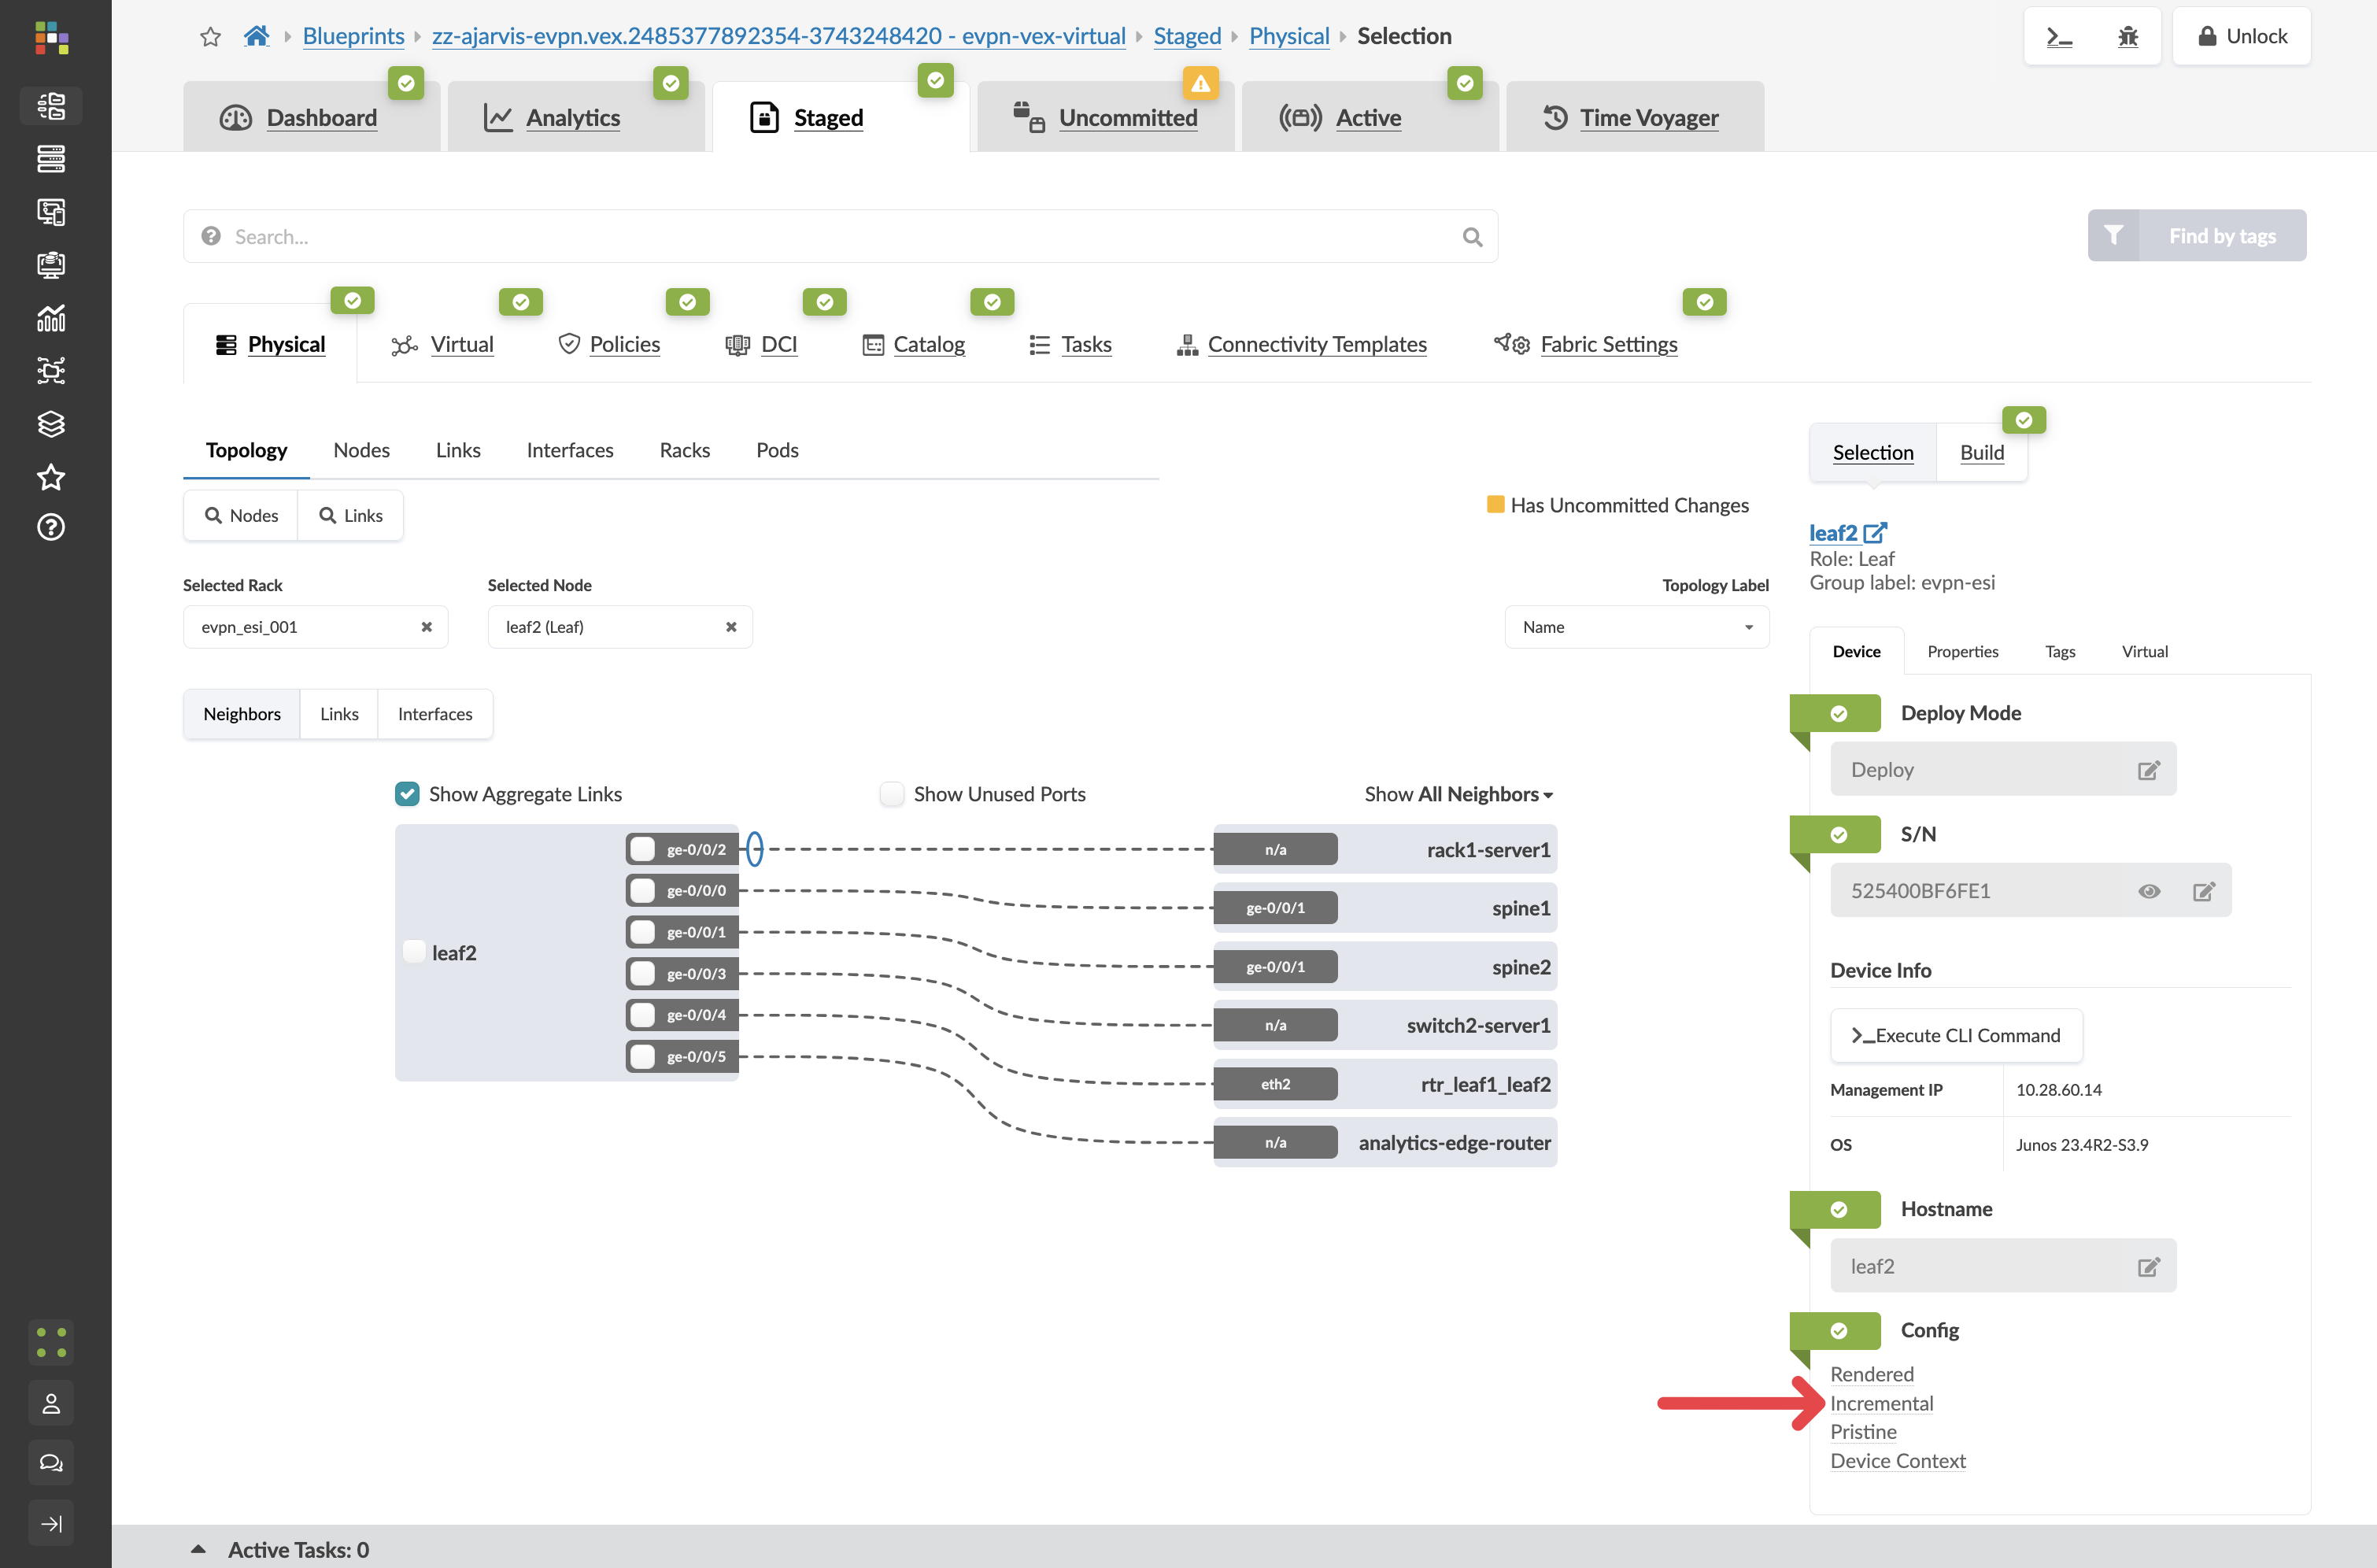 Blueprints zz-ajarvis-evpn.vex.2485377892354-3743248420 - evpn-vex-virtual Staged Physical Selection
Unlock
Dashboard Analytics Staged Uncommitted Active Time Voyager
Search...
Find by tags
Physical Virtual Policies DCI Catalog Tasks Connectivity Templates Fabric Settings
Topology Nodes Links Interfaces Racks Pods
Selection Build
Nodes Links
Has Uncommitted Changes
leaf2
Role: Leaf
Group label: evpn-esi
Selected Rack Selected Node Topology Label
evpn_esi_001 leaf2 (Leaf) Name
Device Properties Tags Virtual
Neighbors Links Interfaces
Deploy Mode
Deploy
Show Aggregate Links Show Unused Ports Show All Neighbors
ge-0/0/2 n/a rack1-server1
ge-0/0/0 ge-0/0/1 spine1
ge-0/0/1 ge-0/0/1 spine2
leaf2
ge-0/0/3 n/a switch2-server1
ge-0/0/4 eth2 rtr_leaf1_leaf2
ge-0/0/5 n/a analytics-edge-router
S/N
525400BF6FE1
Device Info
Execute CLI Command
Management IP 10.28.60.14
OS Junos 23.4R2-S3.9
Hostname
leaf2
Config
Rendered
Incremental
Pristine
Device Context
Active Tasks: 0